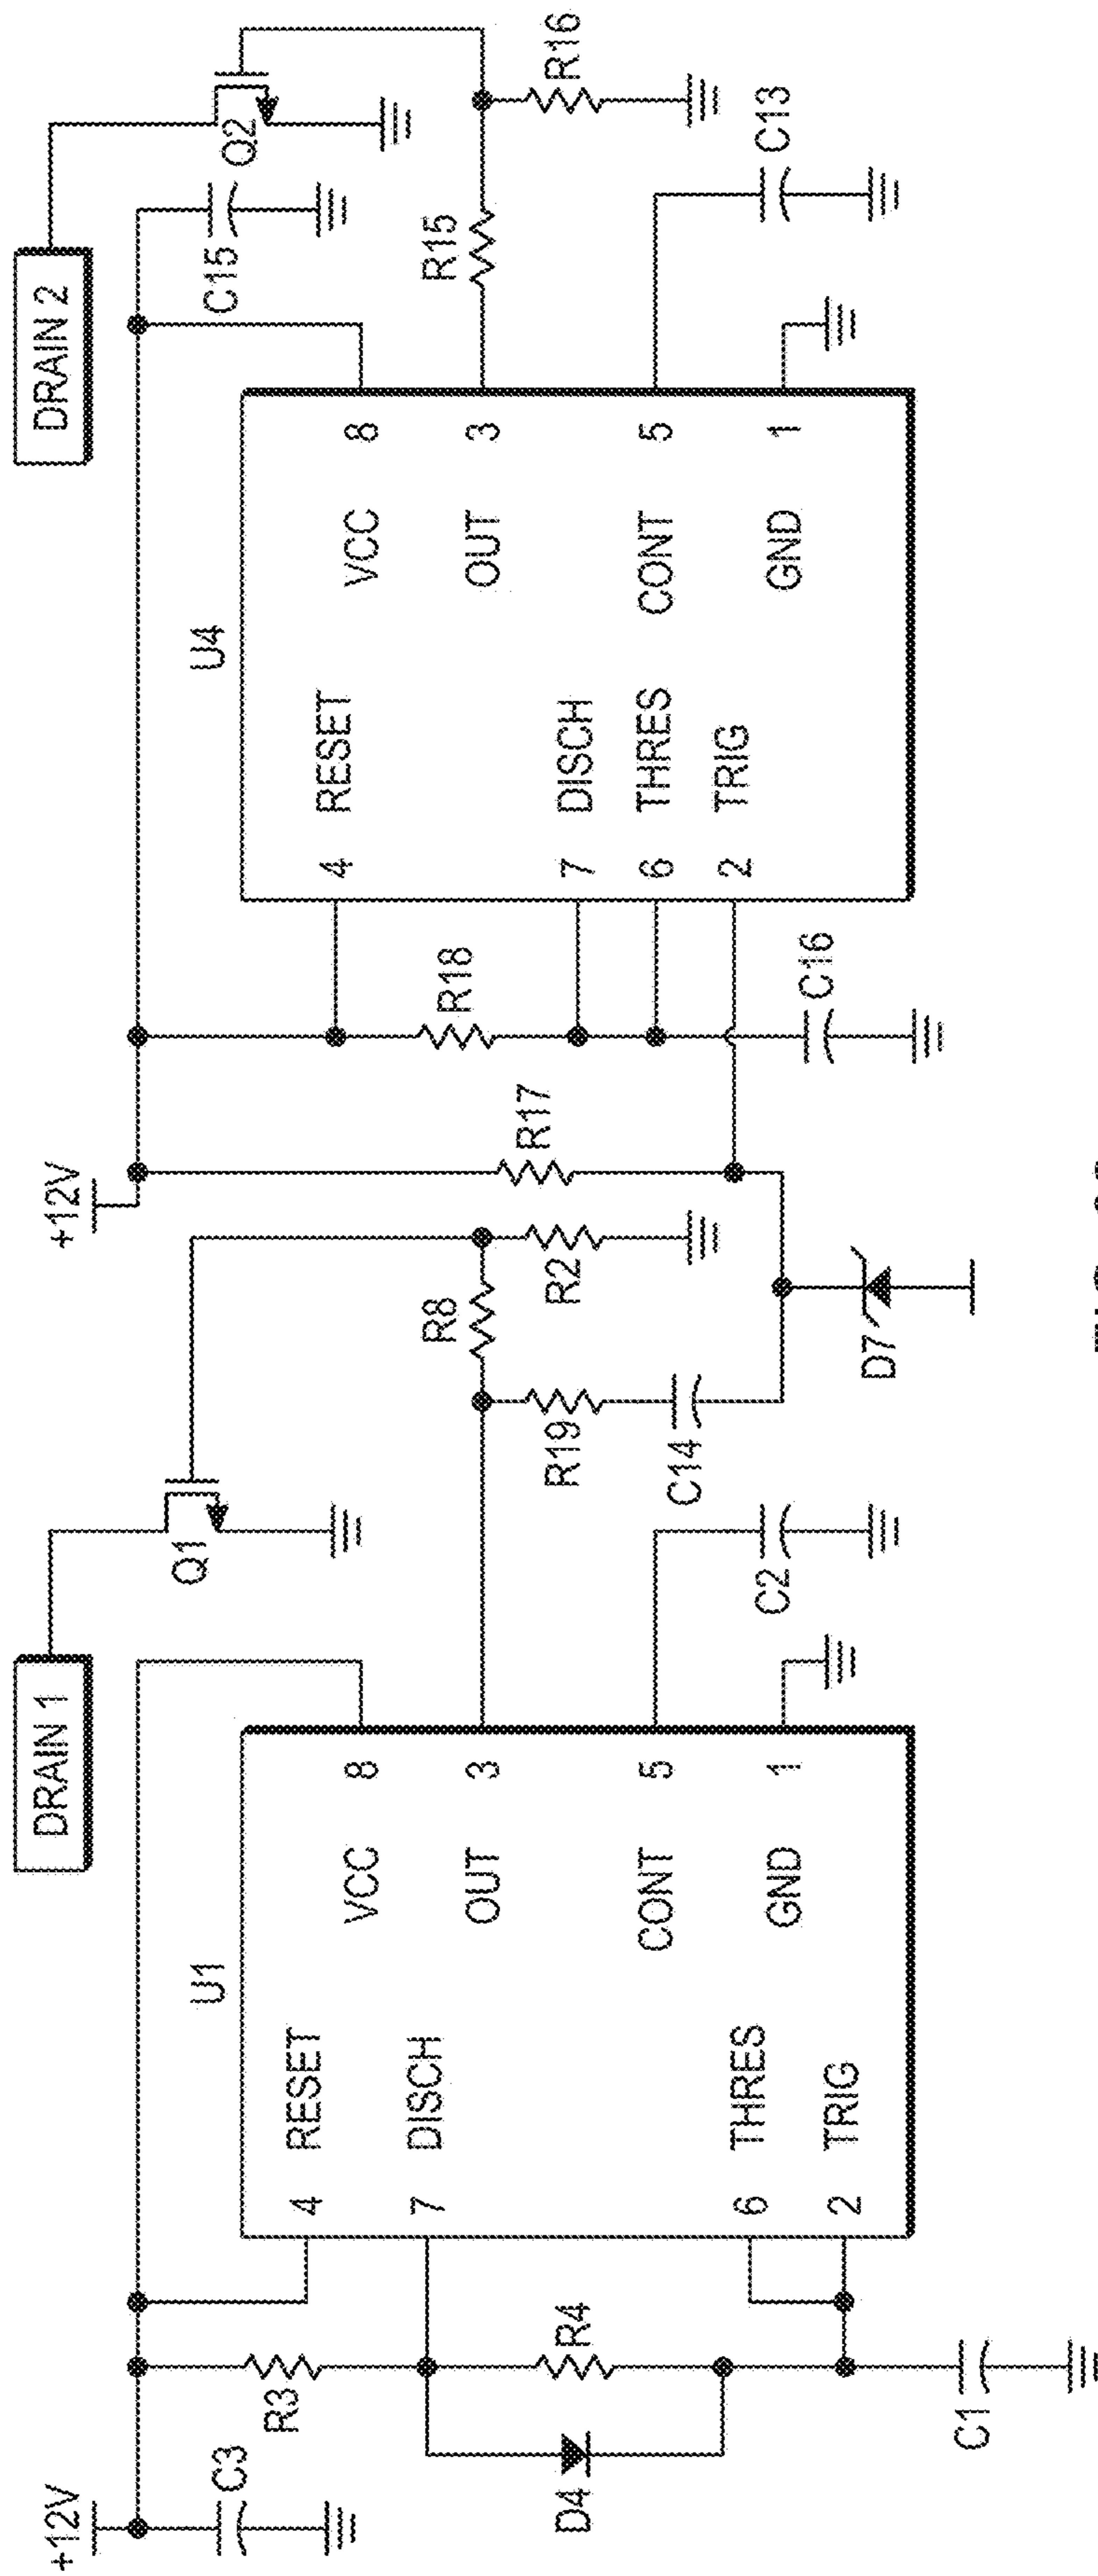 +12V
C3
R3
D4
R4
C1
DRAIN 1
U1
4
RESET
7
DISCH
6
THRES
2
TRIG
VCC
8
OUT
3
CONT
5
GND
1
Q1
C2
R19
C14
R8
R2
D7
+12V
R17
R18
C16
DRAIN 2
U4
4
RESET
7
DISCH
6
THRES
2
TRIG
VCC
8
OUT
3
CONT
5
GND
1
C15
Q2
R15
R16
C13